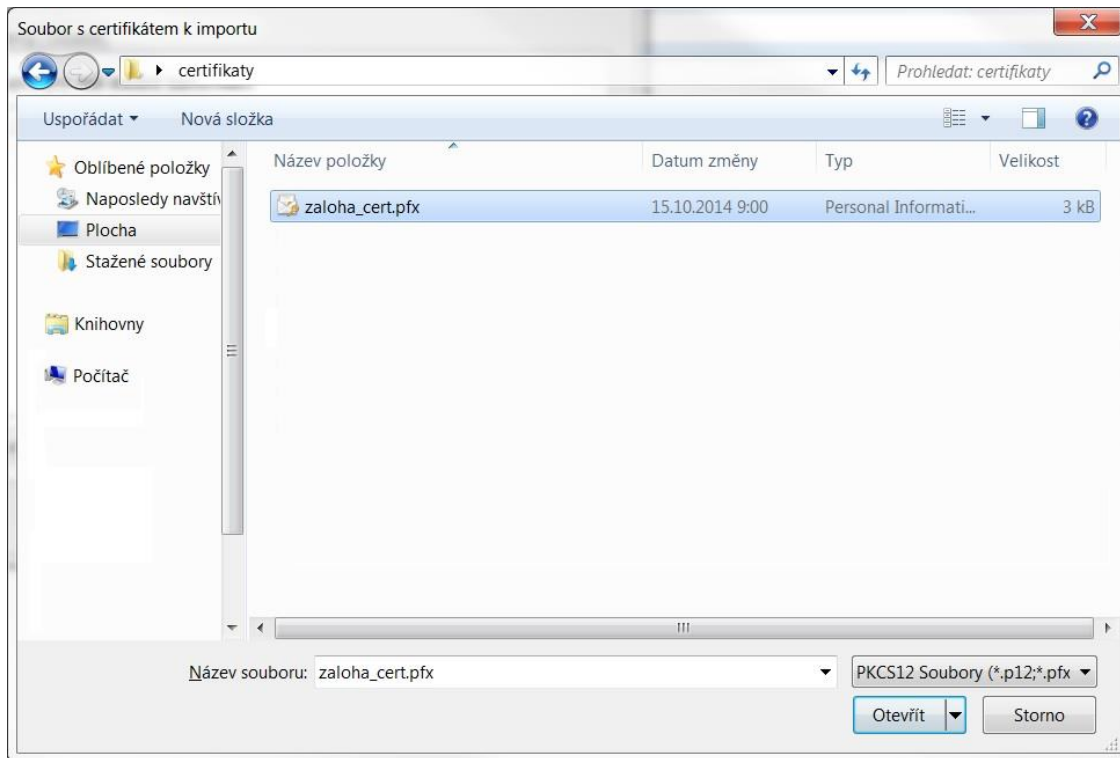 Soubor s certifikátem k importu
certifikaty
Prohledat: certifikaty
Uspořádat
Nová složka
Oblíbené položky
Naposledy navštív
Plocha
Stažené soubory
Knihovny
Počítač
Název položky Datum změny Typ Velikost
zaloha_cert.pfx 15.10.2014 9:00 Personal Informati... 3 kB
Název souboru: zaloha_cert.pfx
PKCS12 Soubory (*.p12;*.pfx
Otevřít
Storno